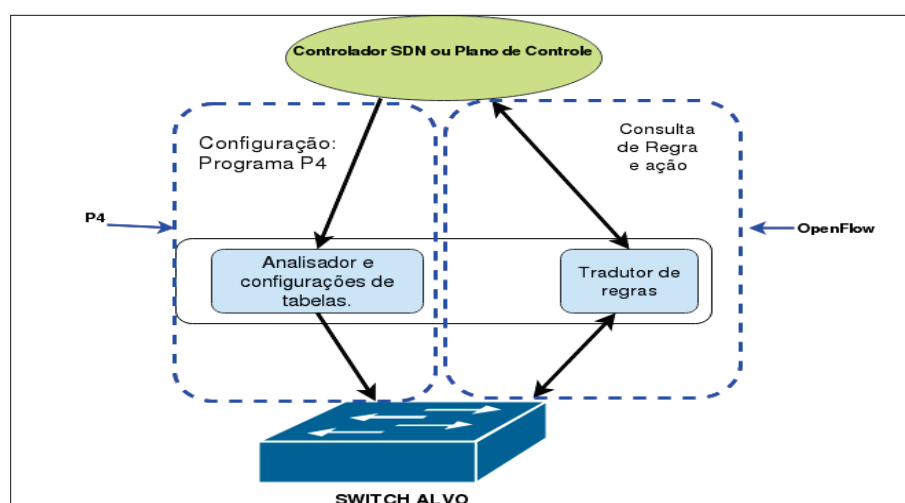 Controlador SDN ou Plano de Controle
Configuração:
Programa P4
Consulta
de Regra
e ação
P4
OpenFlow
Analisador e
configurações de
tabelas.
Tradutor de
regras
SWITCH ALVO